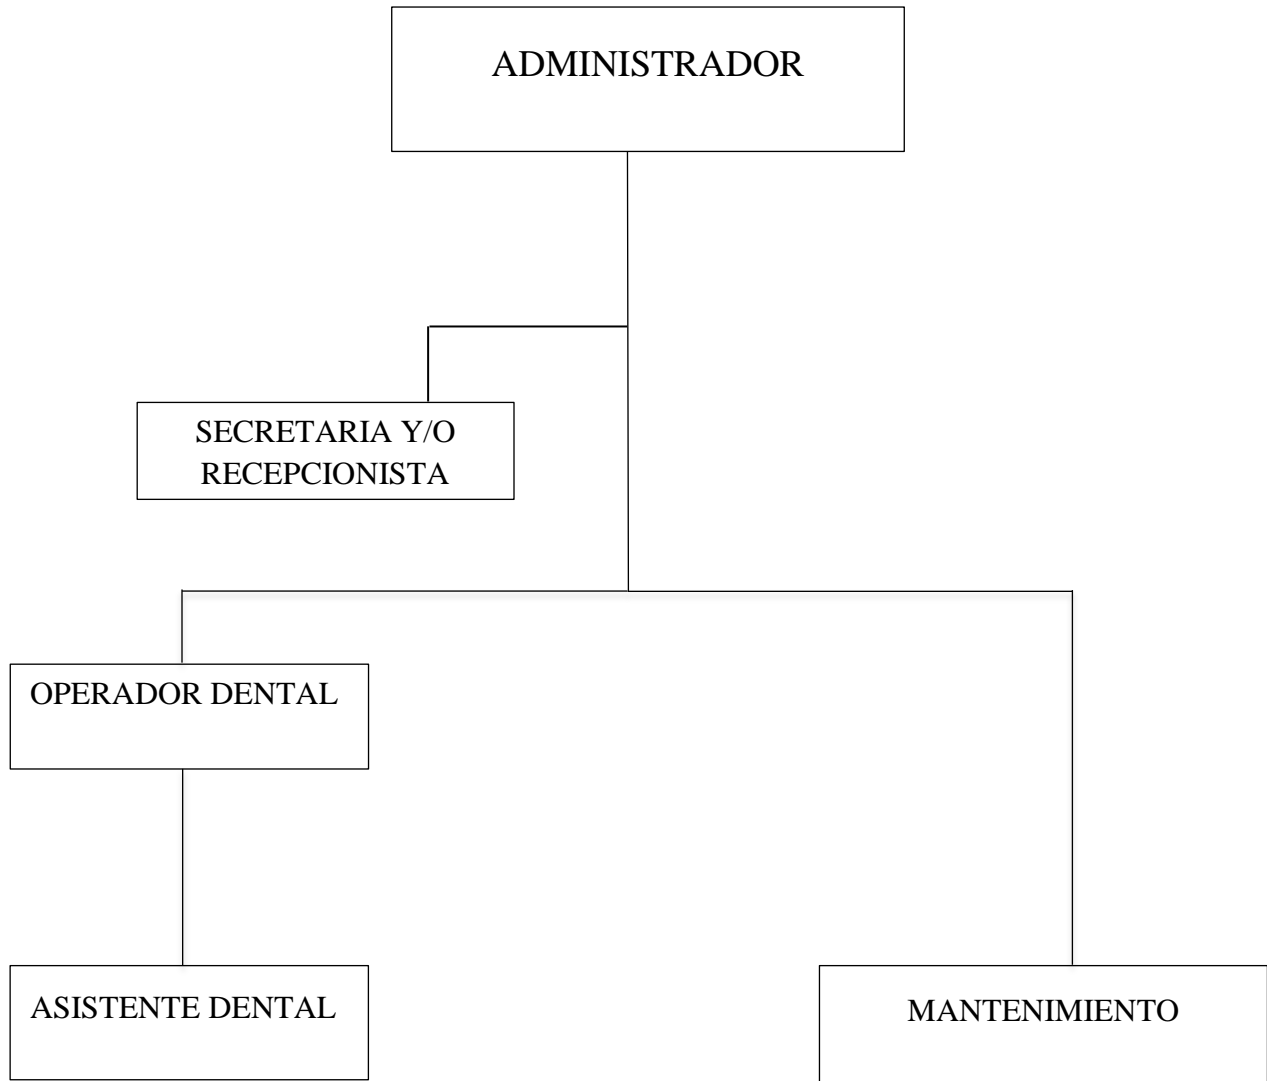 ADMINISTRADOR
SECRETARIA Y/O
RECEPCIONISTA
OPERADOR DENTAL
ASISTENTE DENTAL
MANTENIMIENTO